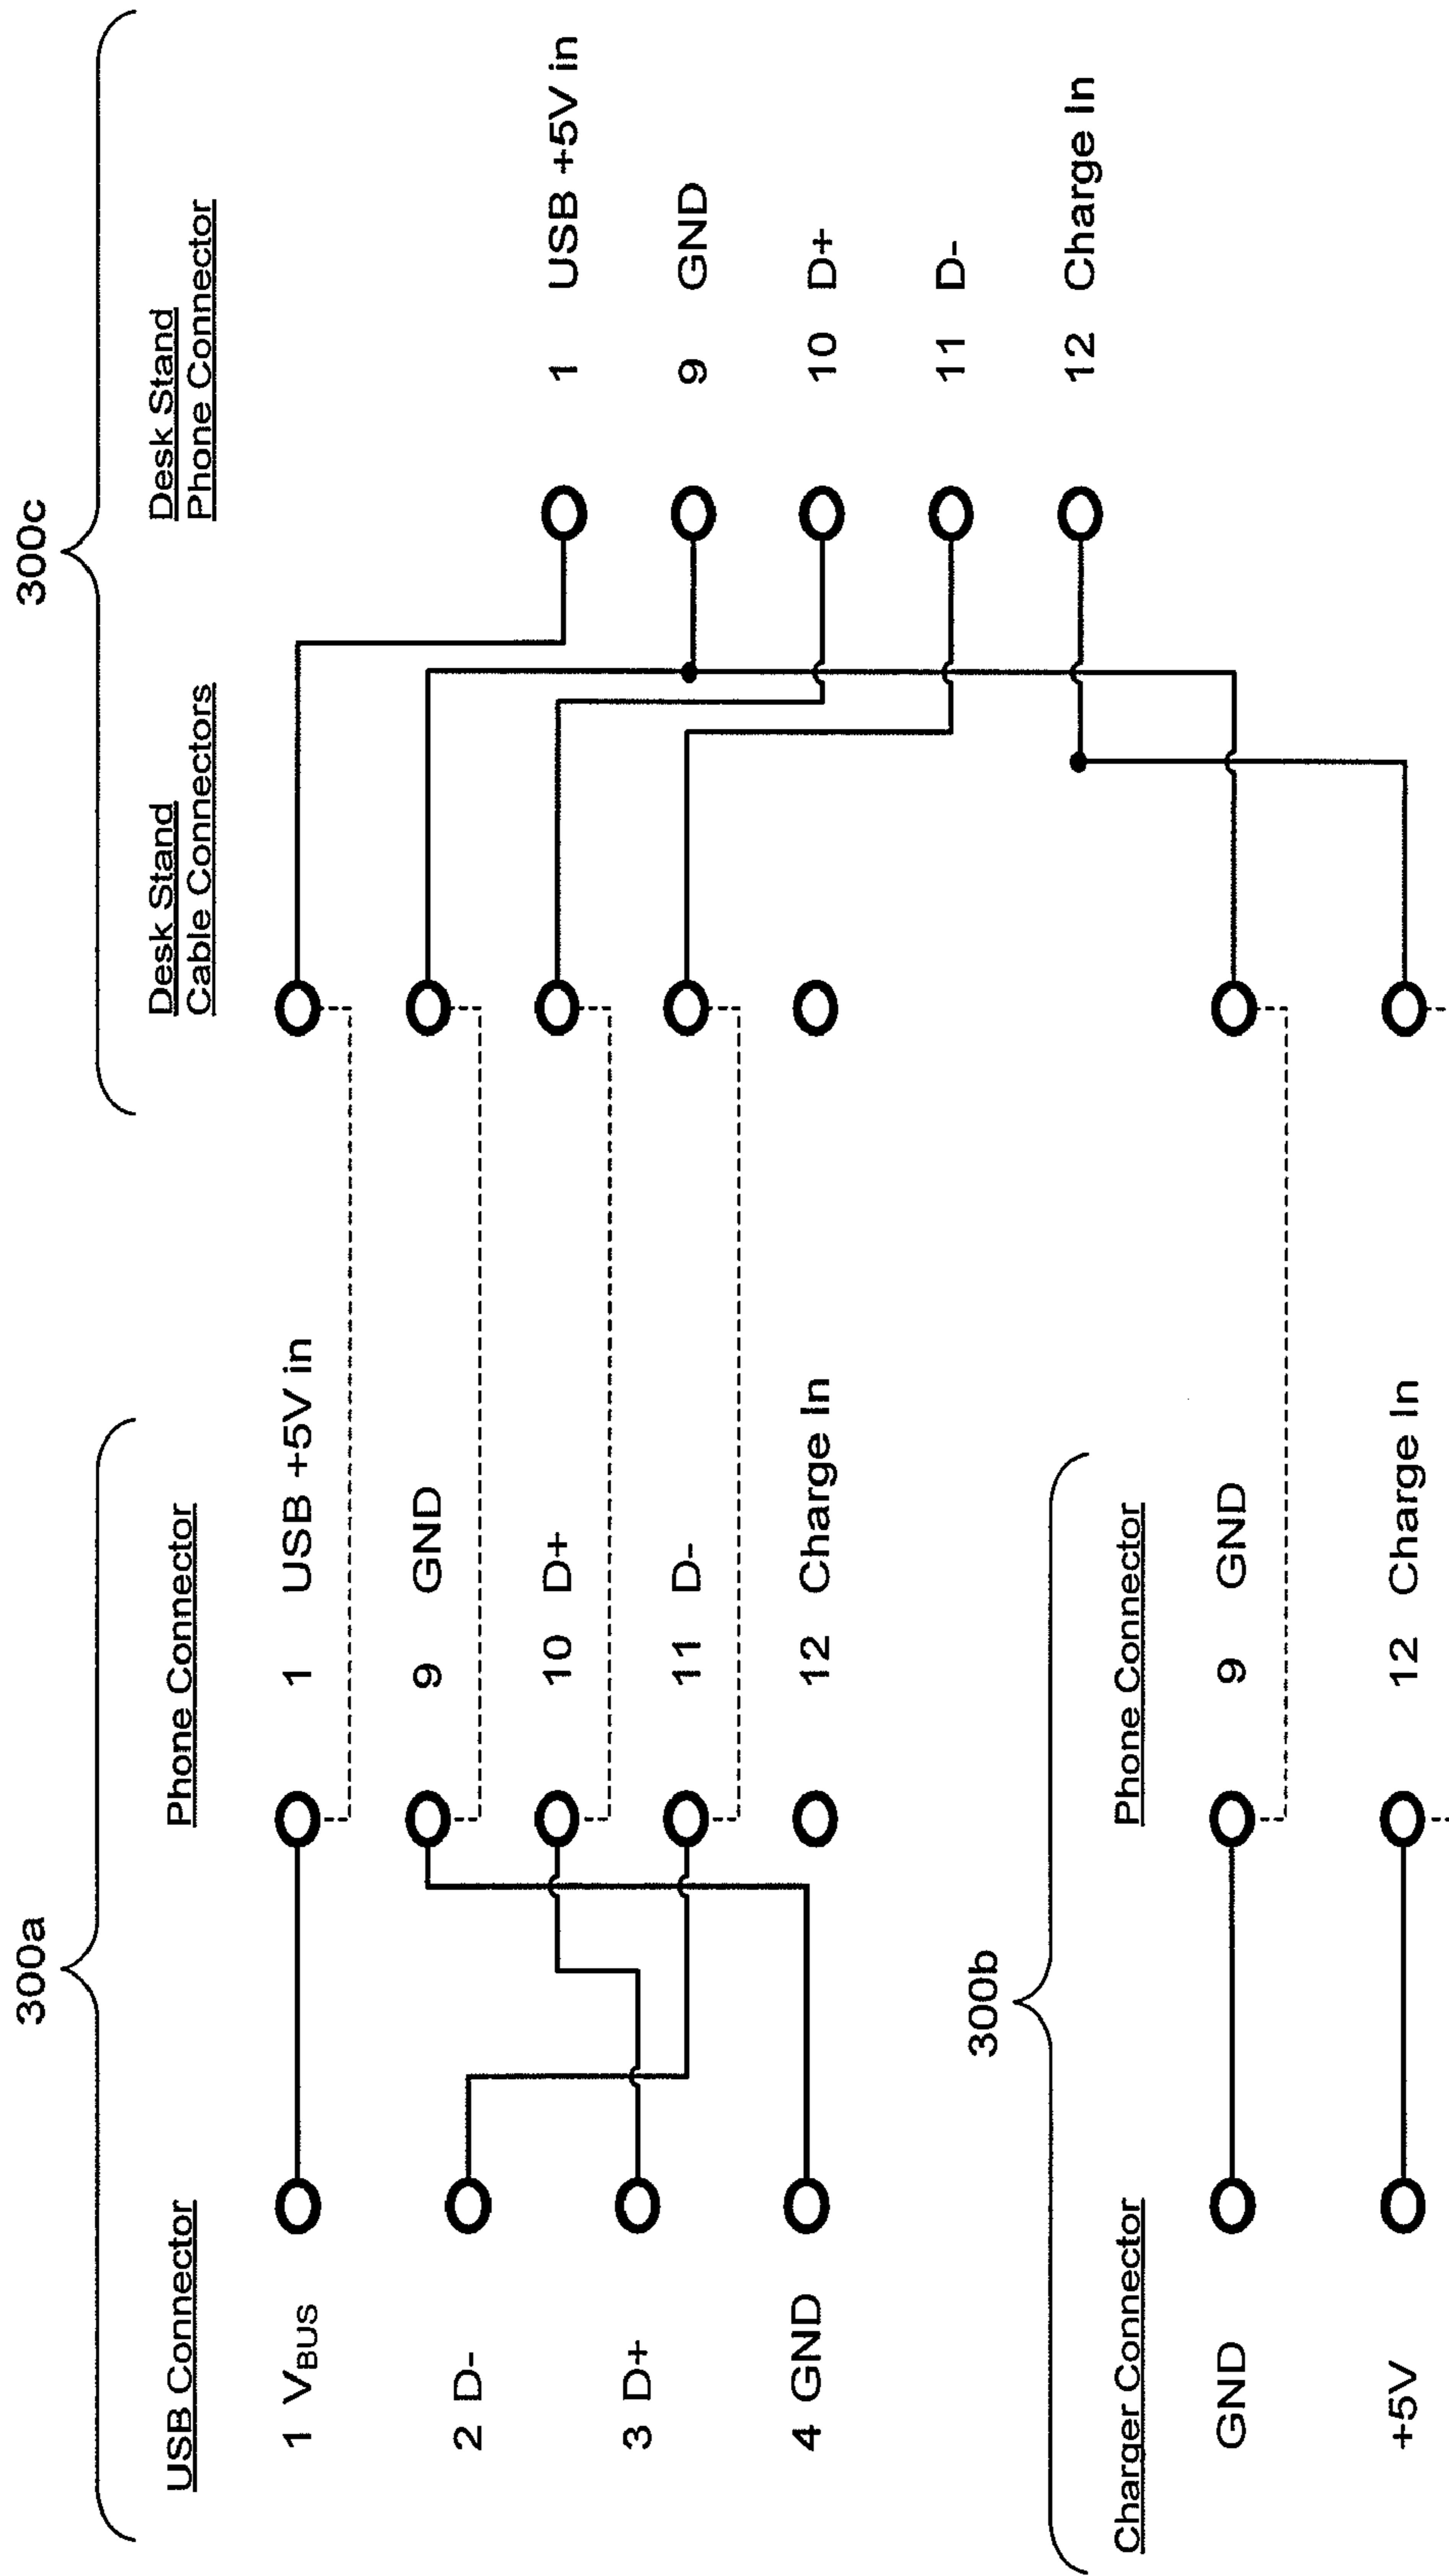 300a
300c
USB Connector
Phone Connector
Desk Stand
Cable Connectors
Desk Stand
Phone Connector
1 VBUS
2 D-
3 D+
4 GND
1 USB +5V in
9 GND
10 D+
11 D-
12 Charge In
1 USB +5V in
9 GND
10 D+
11 D-
12 Charge In
300b
Charger Connector
Phone Connector
GND
9 GND
+5V
12 Charge In